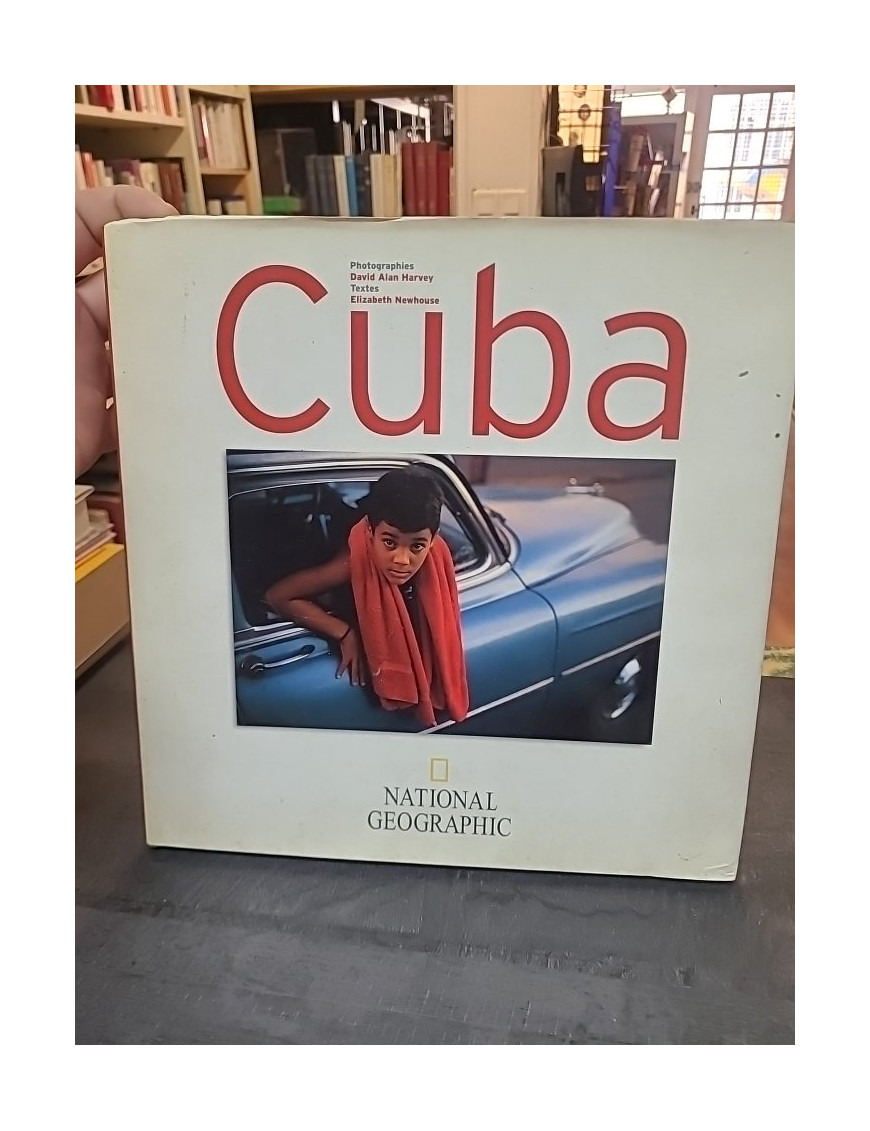 Photographies
David Alan Harvey
Textes
Elizabeth Newhouse
Cuba
NATIONAL
GEOGRAPHIC